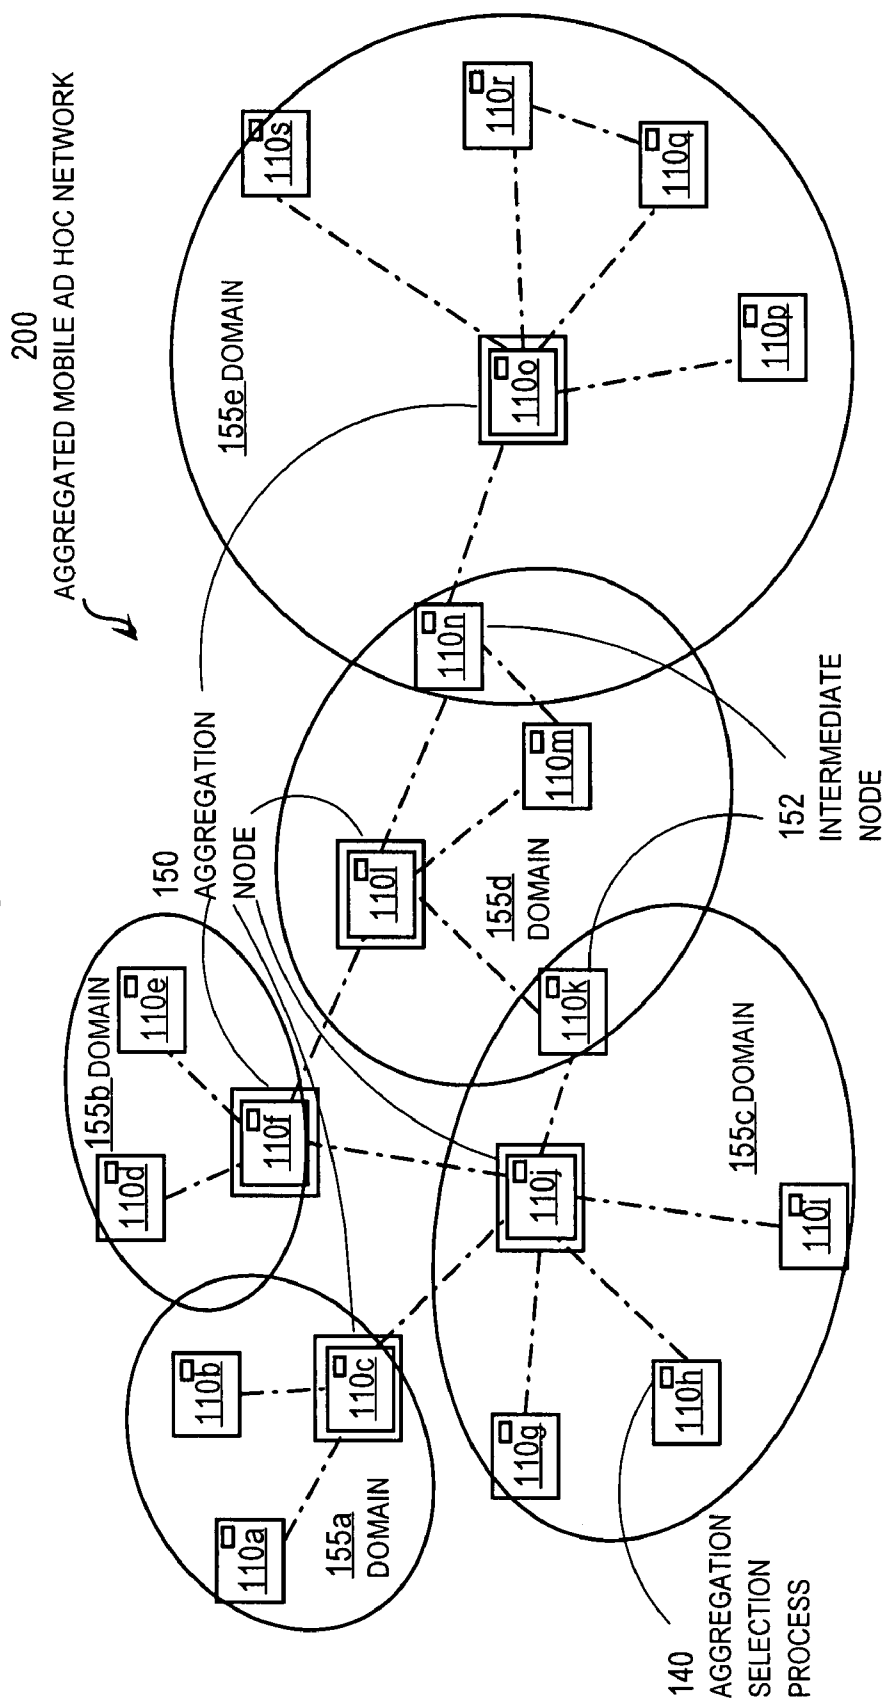 200
AGGREGATED MOBILE AD HOC NETWORK
150
AGGREGATION
NODE
155a
DOMAIN
110a
110b
110c
155b DOMAIN
110d
110e
110f
155c DOMAIN
110g
110h
110i
110j
110k
155d
DOMAIN
110l
110m
110n
155e DOMAIN
110o
110p
110q
110r
110s
140
AGGREGATION
SELECTION
PROCESS
152
INTERMEDIATE
NODE